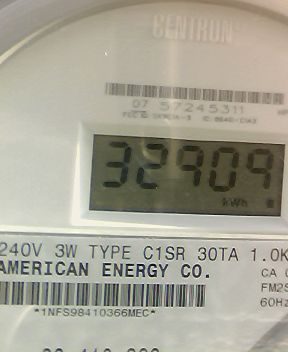 CENTRON
07 57245311
32909
kWh
240V 3W TYPE C1SR 30TA 1.0K
AMERICAN ENERGY CO.
CA
FM2S
60Hz
*1NFS98410366MEC*